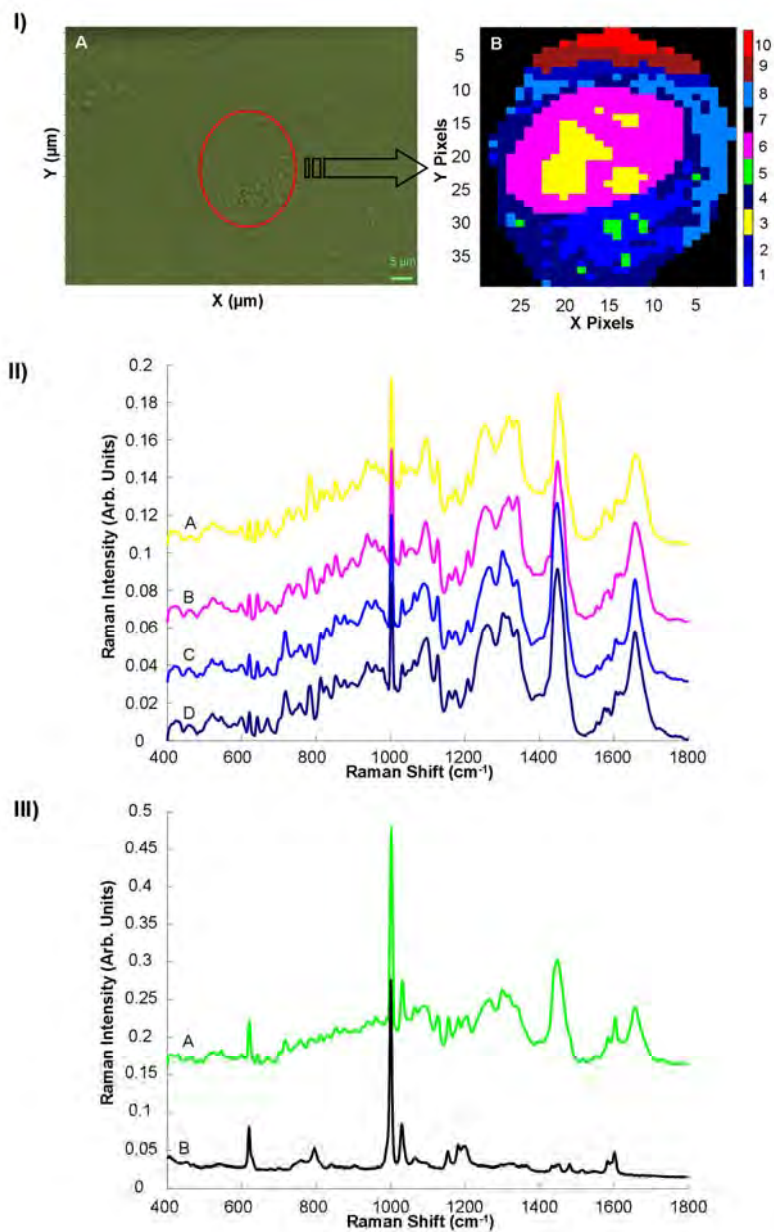 I)
A
Y (µm)
5 µm
X (µm)
B
5
10
15
20
25
30
35
Y Pixels
25 20 15 10 5
X Pixels
10
9
8
7
6
5
4
3
2
1
II)
Raman Intensity (Arb. Units)
0.2
0.18
0.16
0.14
0.12
0.1
0.08
0.06
0.04
0.02
0
A
B
C
D
400 600 800 1000 1200 1400 1600 1800
Raman Shift (cm⁻¹)
III)
Raman Intensity (Arb. Units)
0.5
0.45
0.4
0.35
0.3
0.25
0.2
0.15
0.1
0.05
0
A
B
400 600 800 1000 1200 1400 1600 1800
Raman Shift (cm⁻¹)